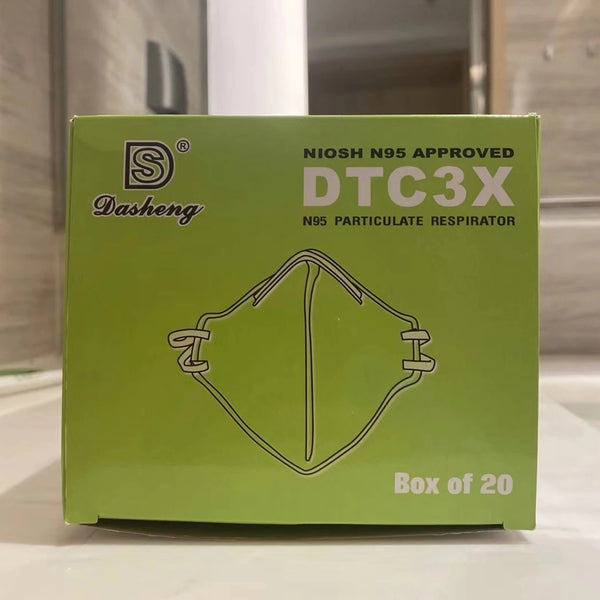 DS®
Dasheng
NIOSH N95 APPROVED
DTC3X
N95 PARTICULATE RESPIRATOR
Box of 20